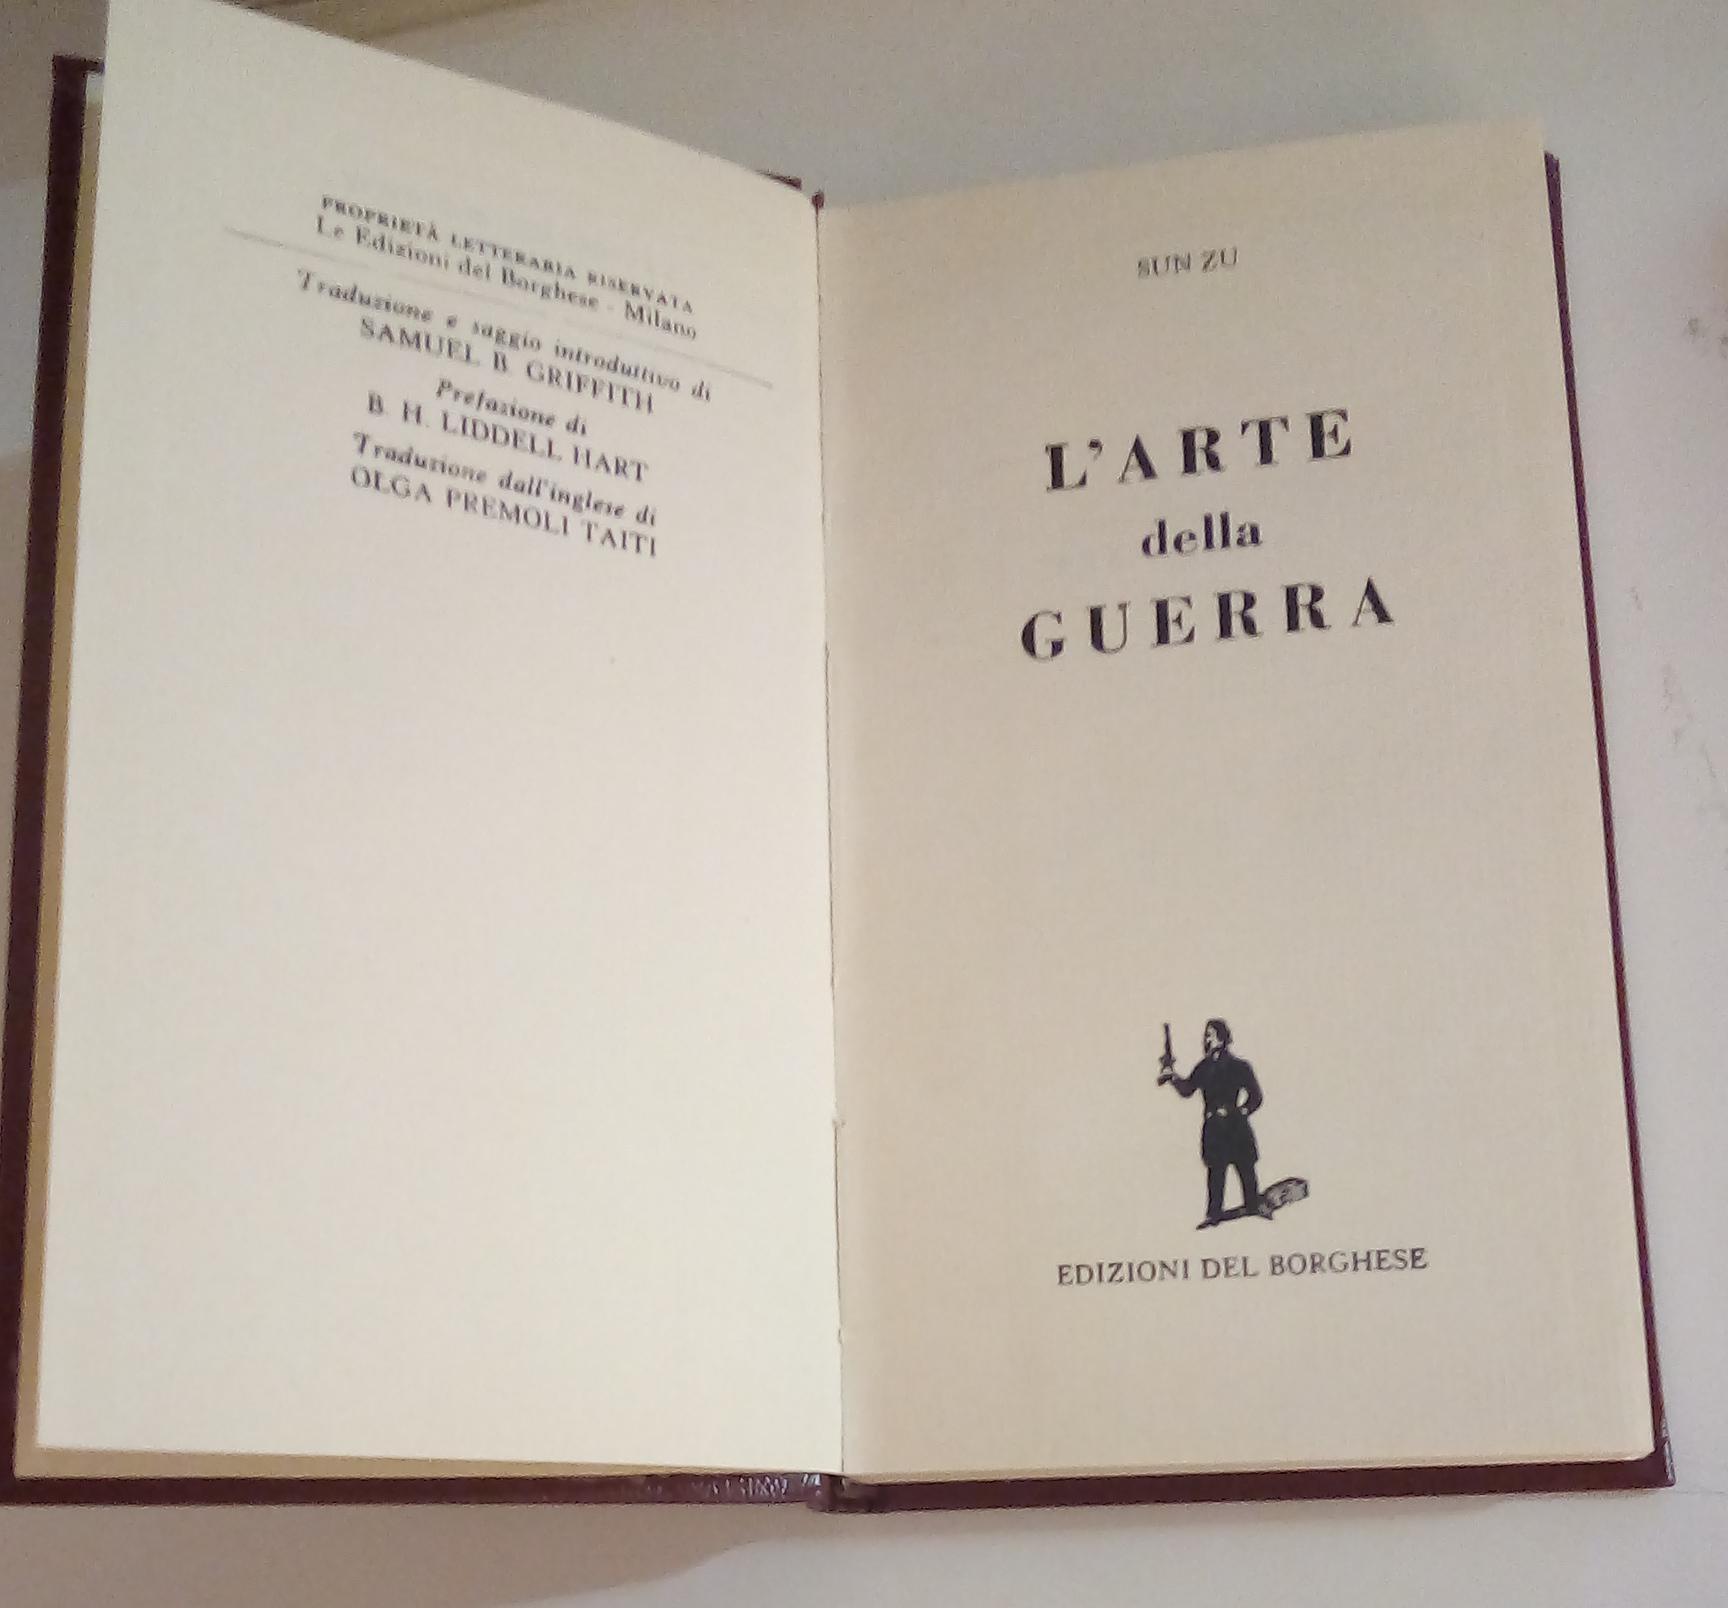 PROPRIETÀ LETTERARIA RISERVATA
Le Edizioni del Borghese - Milano
Traduzione e saggio introduttivo di
SAMUEL B. GRIFFITH
Prefazione di
B. H. LIDDELL HART
Traduzione dall'inglese di
OLGA PREMOLI TAITI
SUN ZU
L'ARTE
della
GUERRA
EDIZIONI DEL BORGHESE